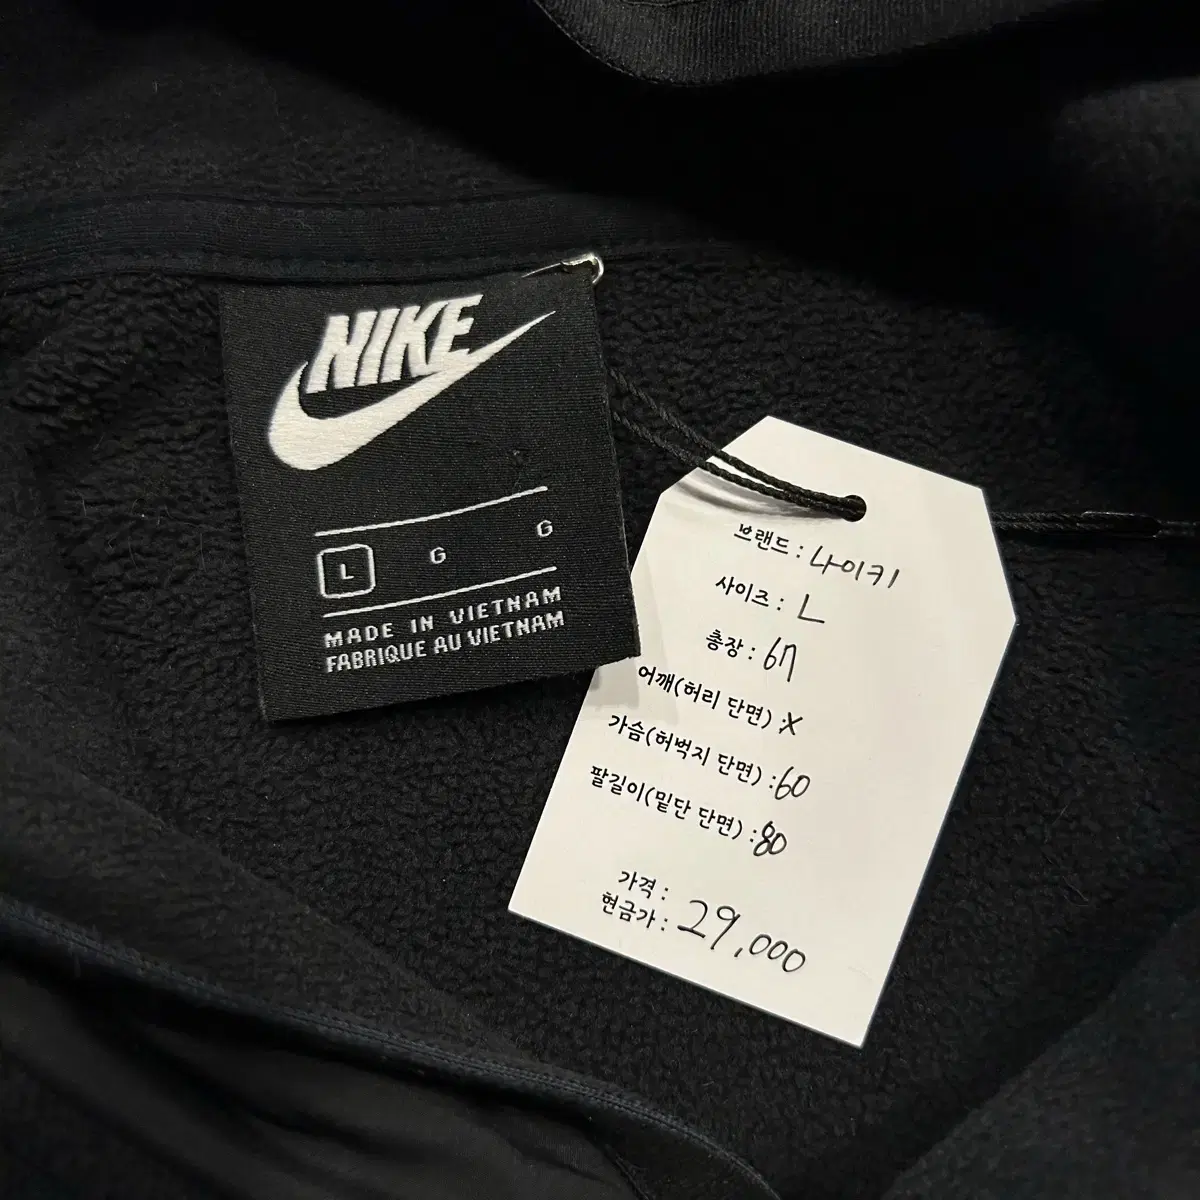 NIKE
L G G
MADE IN VIETNAM
FABRIQUE AU VIETNAM
브랜드 : 나이키
사이즈 : L
총장 : 67
어깨(허리 단면) : X
가슴(허벅지 단면) : 60
팔길이(밑단 단면) : 80
가격 :
현금가 : 29,000